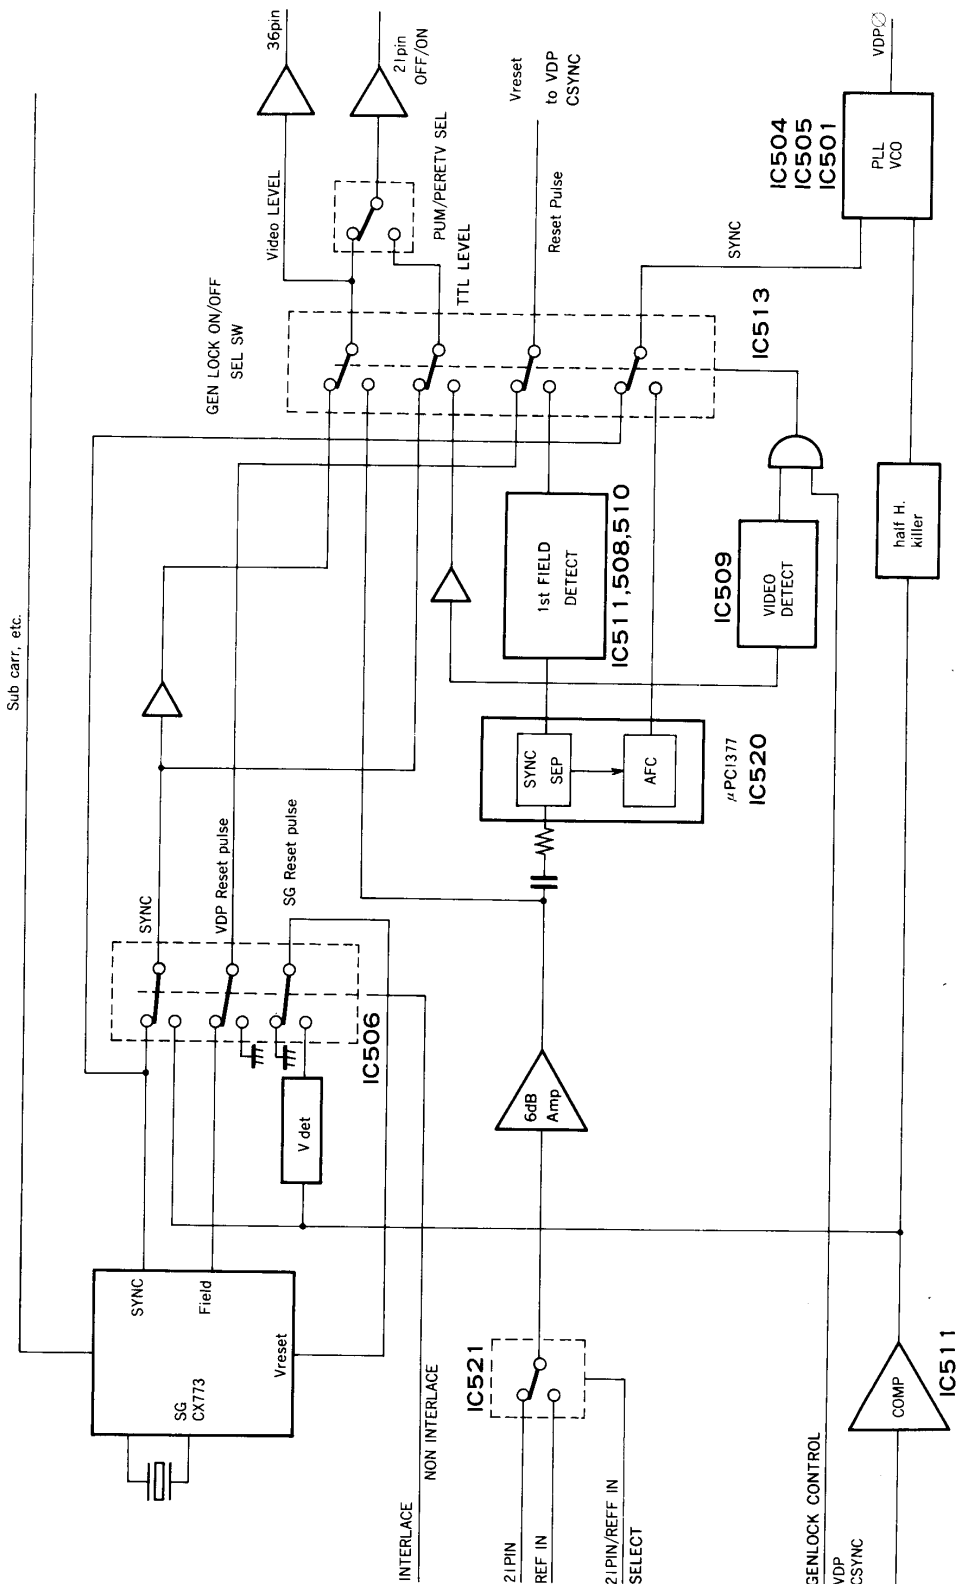 Sub carr, etc.
36pin
21pin
OFF/ON
Video LEVEL
PUM/PERETV SEL
TTL LEVEL
GEN LOCK ON/OFF
SEL SW
Vreset
to VDP
CSYNC
Reset Pulse
SYNC
IC513
VDP∅
IC504
IC505
IC501
PLL
VCO
half H.
killer
IC509
VIDEO
DETECT
1st FIELD
DETECT
IC511,508,510
SYNC
SEP
AFC
μPC1377
IC520
SYNC
VDP Reset pulse
SG Reset pulse
IC506
V det
6dB
Amp
SYNC
Field
Vreset
SG
CX773
INTERLACE
NON INTERLACE
IC521
21PIN
REF IN
21PIN/REFF IN
SELECT
GENLOCK CONTROL
VDP
CSYNC
COMP
IC511